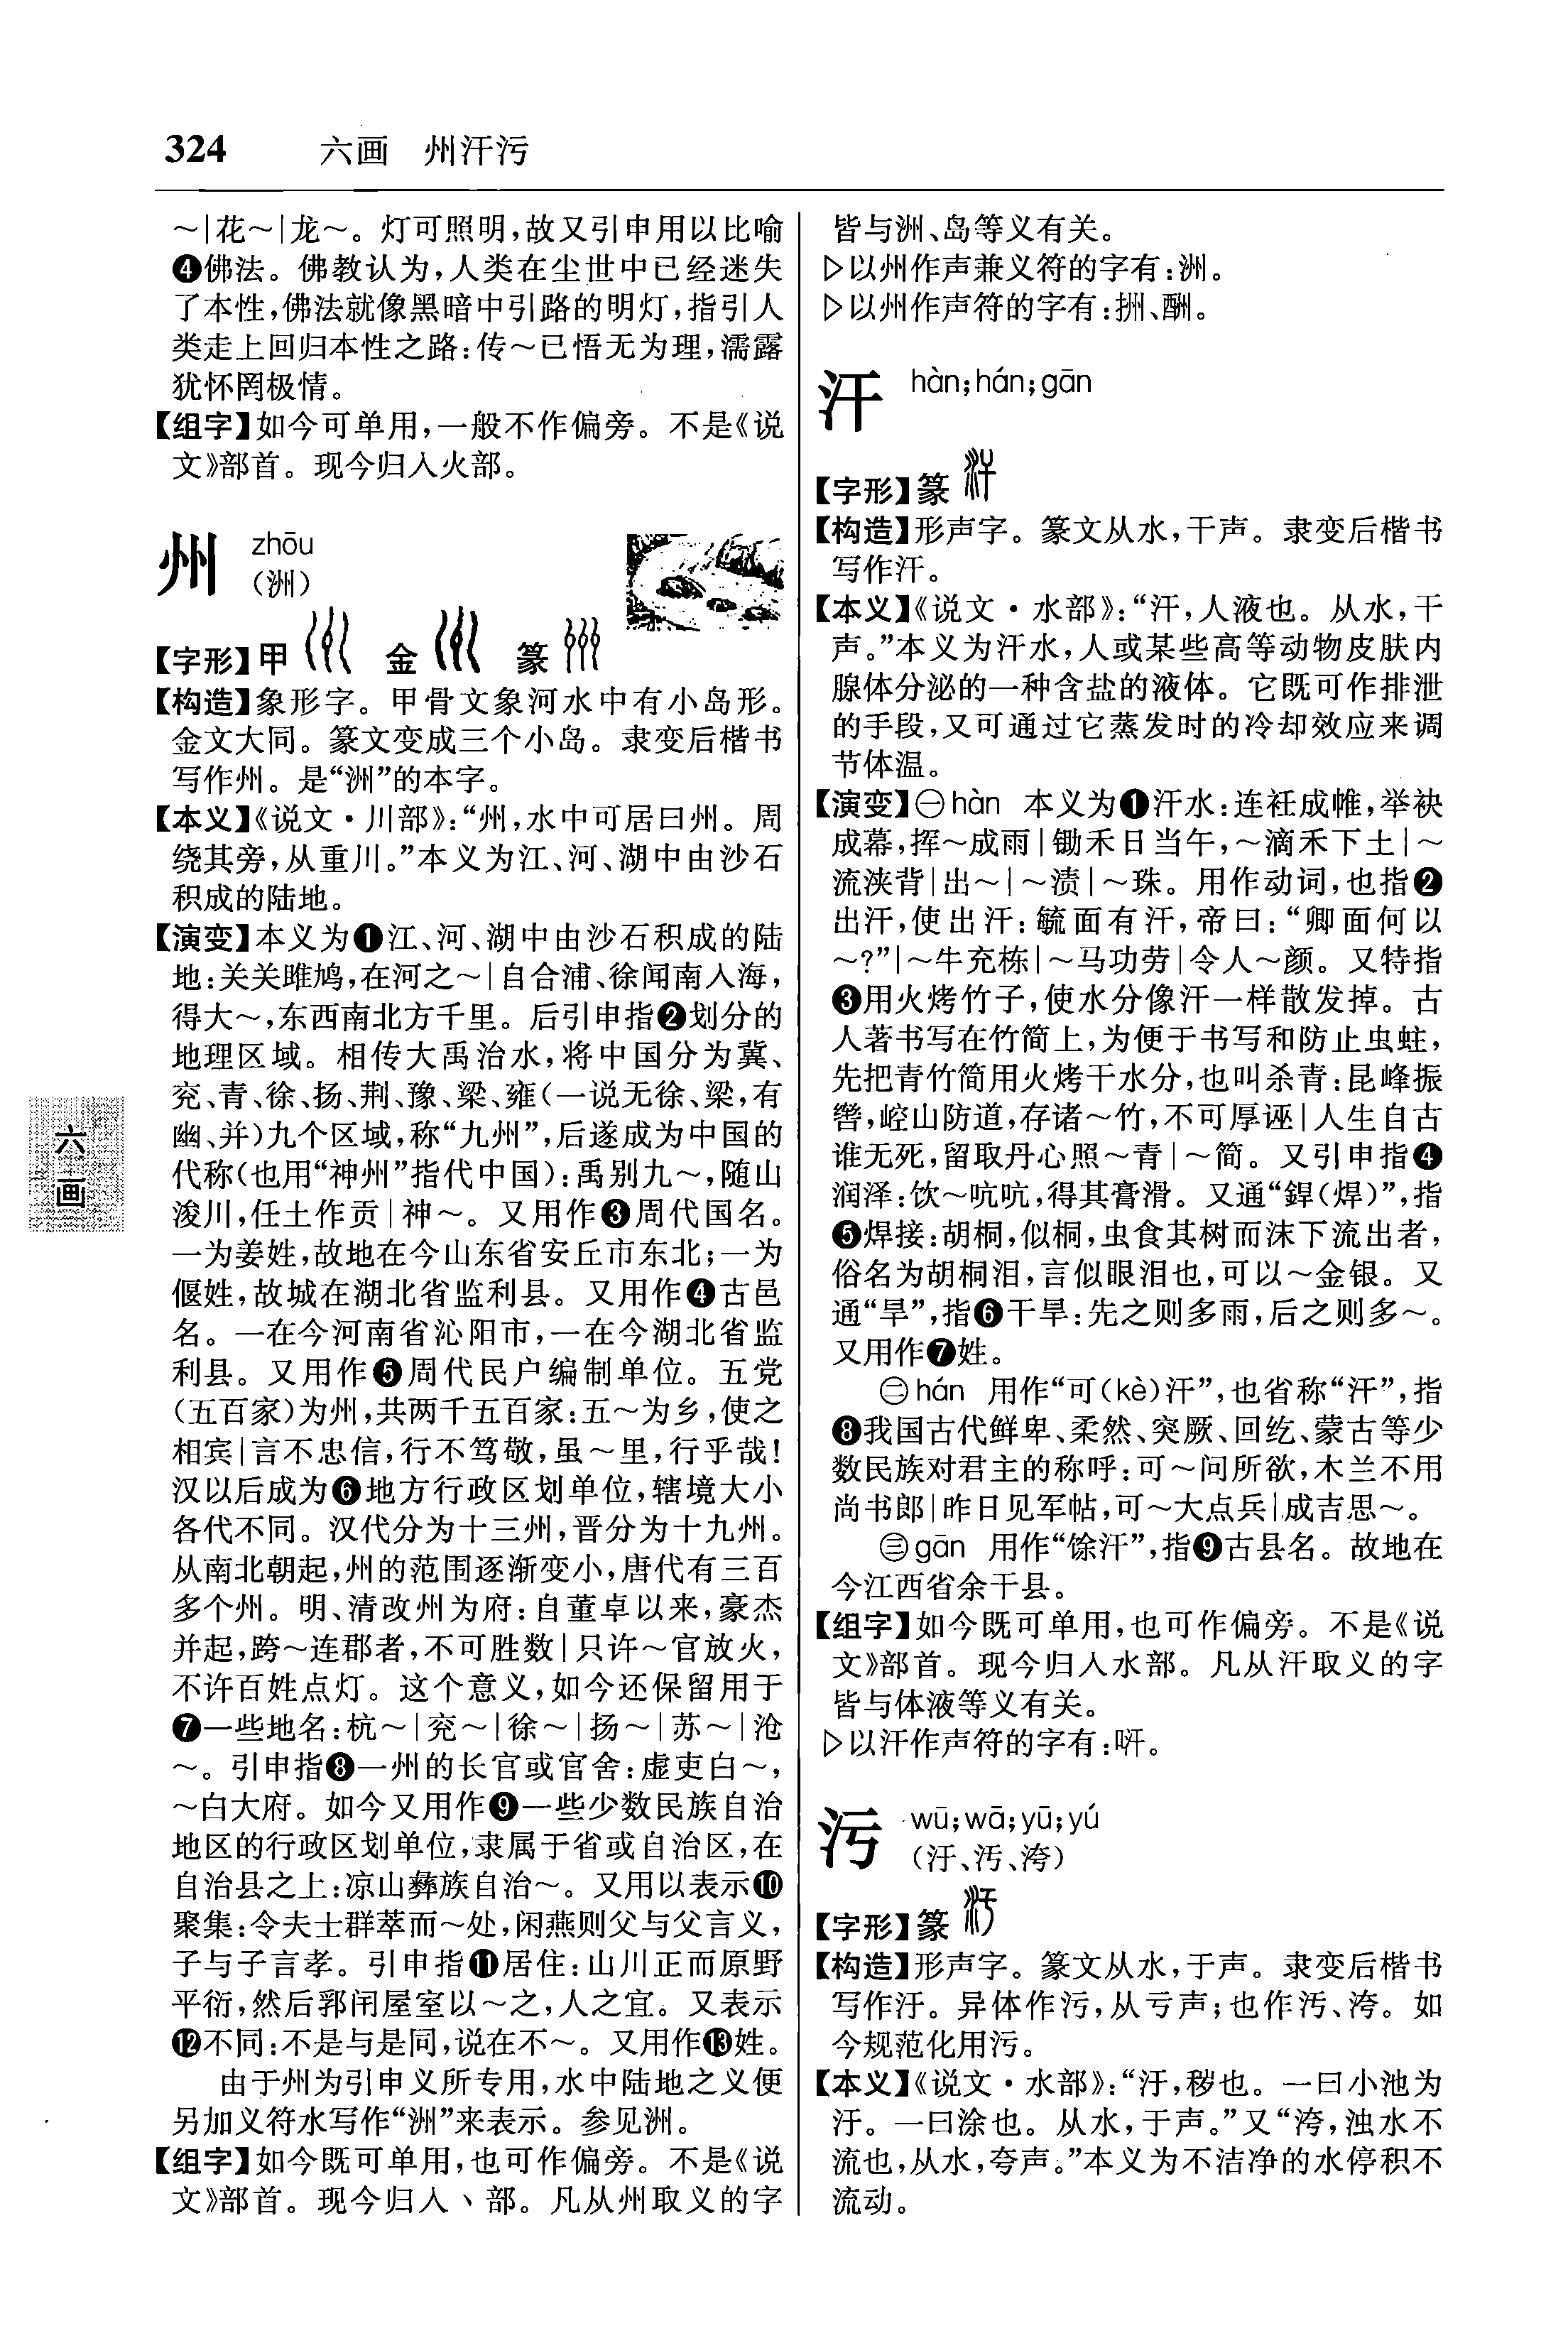 324 六画 州汗污
～|花～|龙～。灯可照明,故又引申用以比喻
❹佛法。佛教认为,人类在尘世中已经迷失
了本性,佛法就像黑暗中引路的明灯,指引人
类走上回归本性之路:传～已悟无为理,濡露
犹怀罔极情。
【组字】如今可单用,一般不作偏旁。不是《说
文》部首。现今归入火部。
州 zhōu
(洲)
【字形】甲 金 篆
【构造】象形字。甲骨文象河水中有小岛形。
金文大同。篆文变成三个小岛。隶变后楷书
写作州。是“洲”的本字。
【本义】《说文·川部》:“州,水中可居曰州。周
绕其旁,从重川。”本义为江、河、湖中由沙石
积成的陆地。
【演变】本义为❶江、河、湖中由沙石积成的陆
地:关关雎鸠,在河之～|自合浦、徐闻南入海,
得大～,东西南北方千里。后引申指❷划分的
地理区域。相传大禹治水,将中国分为冀、
兖、青、徐、扬、荆、豫、梁、雍(一说无徐、梁,有
幽、并)九个区域,称“九州”,后遂成为中国的
代称(也用“神州”指代中国):禹别九～,随山
浚川,任土作贡|神～。又用作❸周代国名。
一为姜姓,故地在今山东省安丘市东北;一为
偃姓,故城在湖北省监利县。又用作❹古邑
名。一在今河南省沁阳市,一在今湖北省监
利县。又用作❺周代民户编制单位。五党
(五百家)为州,共两千五百家:五～为乡,使之
相宾|言不忠信,行不笃敬,虽～里,行乎哉!
汉以后成为❻地方行政区划单位,辖境大小
各代不同。汉代分为十三州,晋分为十九州。
从南北朝起,州的范围逐渐变小,唐代有三百
多个州。明、清改州为府:自董卓以来,豪杰
并起,跨～连郡者,不可胜数|只许～官放火,
不许百姓点灯。这个意义,如今还保留用于
❼一些地名:杭～|兖～|徐～|扬～|苏～|沧
～。引申指❽一州的长官或官舍:虚吏白～,
～白大府。如今又用作❾一些少数民族自治
地区的行政区划单位,隶属于省或自治区,在
自治县之上:凉山彝族自治～。又用以表示❿
聚集:令夫士群萃而～处,闲燕则父与父言义,
子与子言孝。引申指⓫居住:山川正而原野
平衍,然后郛闬屋室以～之,人之宜。又表示
⓬不同:不是与是同,说在不～。又用作⓭姓。
由于州为引申义所专用,水中陆地之义便
另加义符水写作“洲”来表示。参见洲。
【组字】如今既可单用,也可作偏旁。不是《说
文》部首。现今归入丶部。凡从州取义的字
六画
皆与洲、岛等义有关。
▷以州作声兼义符的字有:洲。
▷以州作声符的字有:㧣、酬。
汗 hàn;hán;gān
【字形】篆
【构造】形声字。篆文从水,干声。隶变后楷书
写作汗。
【本义】《说文·水部》:“汗,人液也。从水,干
声。”本义为汗水,人或某些高等动物皮肤内
腺体分泌的一种含盐的液体。它既可作排泄
的手段,又可通过它蒸发时的冷却效应来调
节体温。
【演变】㊀hàn 本义为❶汗水:连衽成帷,举袂
成幕,挥～成雨|锄禾日当午,～滴禾下土|～
流浃背|出～|～渍|～珠。用作动词,也指❷
出汗,使出汗:毓面有汗,帝曰:“卿面何以
～?”|～牛充栋|～马功劳|令人～颜。又特指
❸用火烤竹子,使水分像汗一样散发掉。古
人著书写在竹简上,为便于书写和防止虫蛀,
先把青竹简用火烤干水分,也叫杀青:昆峰振
辔,崆山防道,存诸～竹,不可厚诬|人生自古
谁无死,留取丹心照～青|～简。又引申指❹
润泽:饮～吭吭,得其膏滑。又通“銲(焊)”,指
❺焊接:胡桐,似桐,虫食其树而沫下流出者,
俗名为胡桐泪,言似眼泪也,可以～金银。又
通“旱”,指❻干旱:先之则多雨,后之则多～。
又用作❼姓。
㊁hán 用作“可(kè)汗”,也省称“汗”,指
❽我国古代鲜卑、柔然、突厥、回纥、蒙古等少
数民族对君主的称呼:可～问所欲,木兰不用
尚书郎|昨日见军帖,可～大点兵|成吉思～。
㊂gān 用作“馀汗”,指❾古县名。故地在
今江西省余干县。
【组字】如今既可单用,也可作偏旁。不是《说
文》部首。现今归入水部。凡从汗取义的字
皆与体液等义有关。
▷以汗作声符的字有:㖫。
污 wū;wā;yū;yú
(汙、汚、洿)
【字形】篆
【构造】形声字。篆文从水,于声。隶变后楷书
写作汙。异体作污,从亏声;也作汚、洿。如
今规范化用污。
【本义】《说文·水部》:“汙,秽也。一曰小池为
汙。一曰涂也。从水,于声。”又“洿,浊水不
流也,从水,夸声。”本义为不洁净的水停积不
流动。